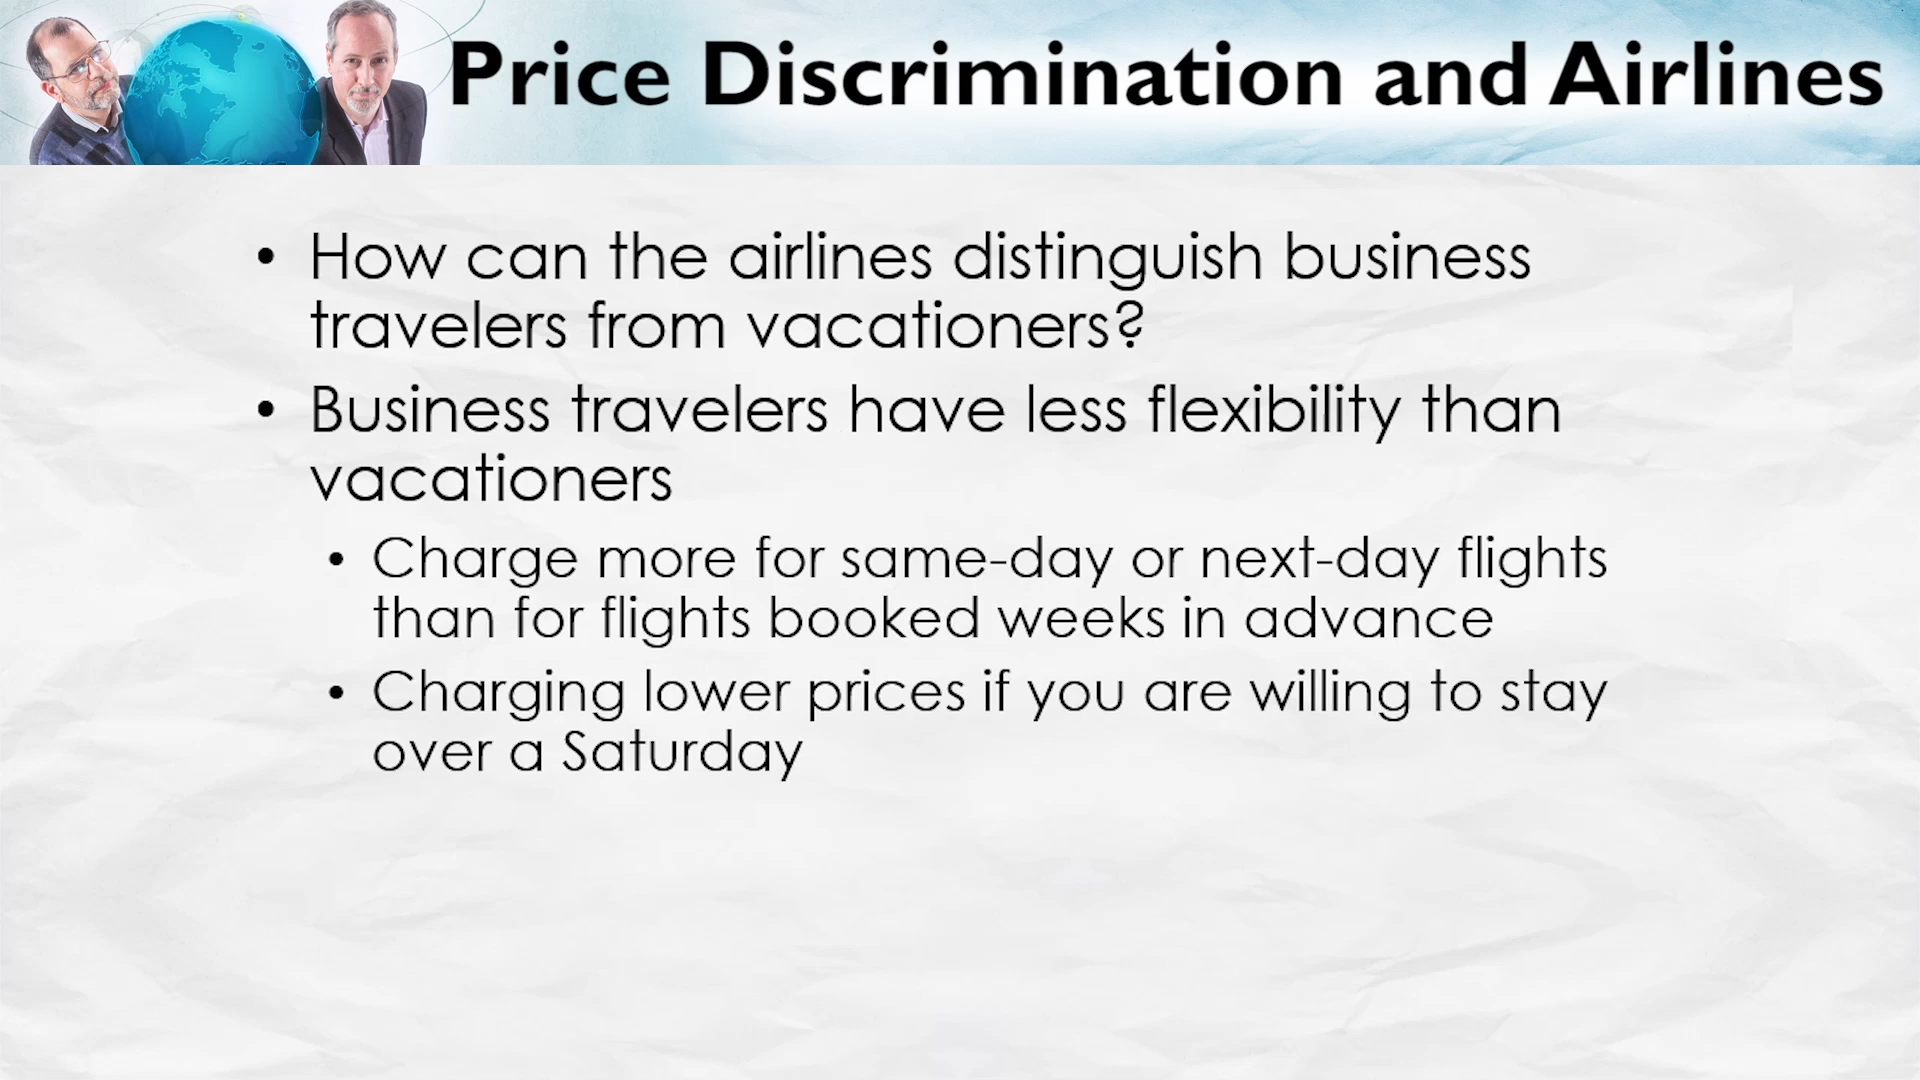 Price Discrimination and Airlines
• How can the airlines distinguish business
travelers from vacationers?
• Business travelers have less flexibility than
vacationers
• Charge more for same-day or next-day flights
than for flights booked weeks in advance
• Charging lower prices if you are willing to stay
over a Saturday